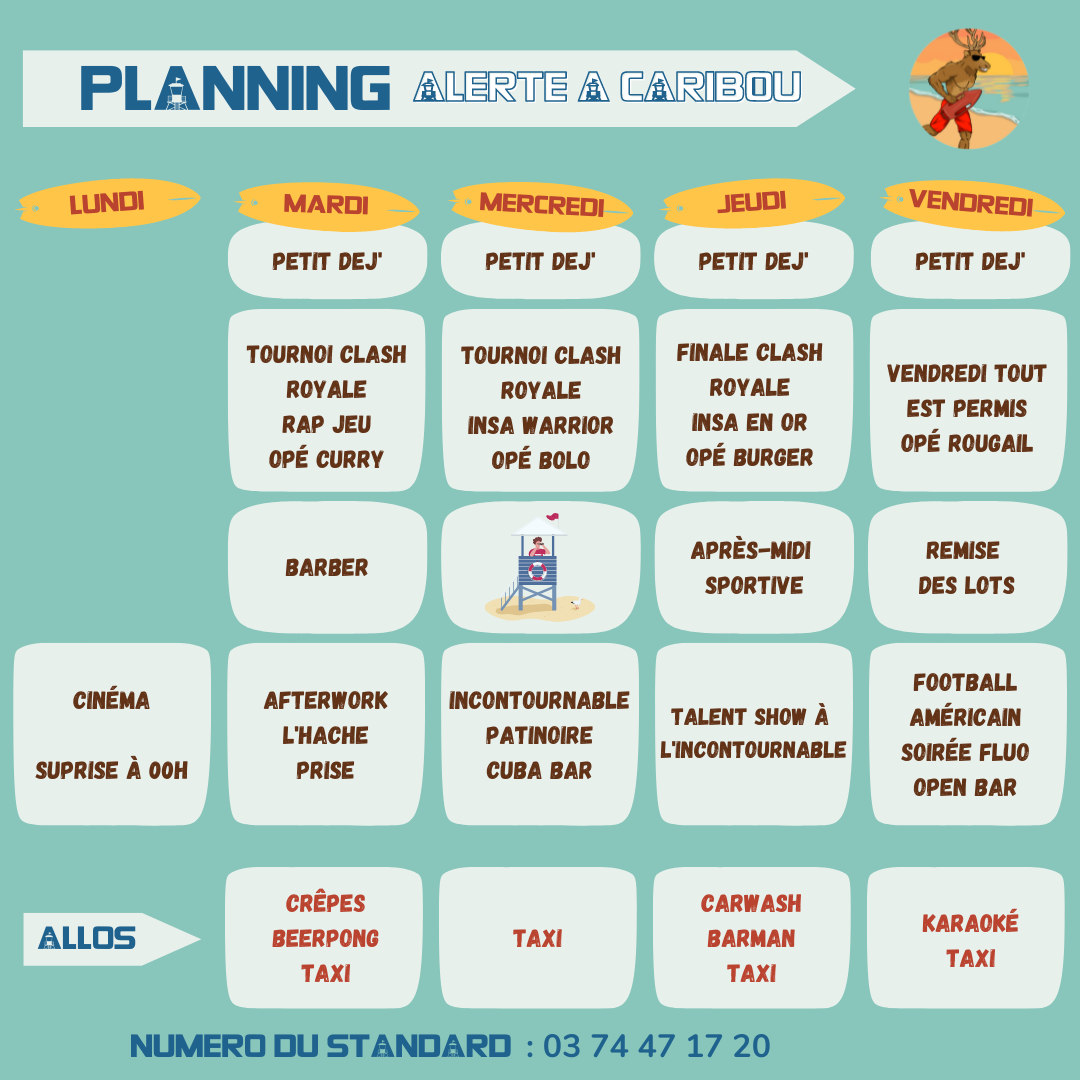 PLANNING ALERTE A CARIBOU
LUNDI
MARDI
MERCREDI
JEUDI
VENDREDI
PETIT DEJ'
PETIT DEJ'
PETIT DEJ'
PETIT DEJ'
TOURNOI CLASH
ROYALE
RAP JEU
OPÉ CURRY
TOURNOI CLASH
ROYALE
INSA WARRIOR
OPÉ BOLO
FINALE CLASH
ROYALE
INSA EN OR
OPÉ BURGER
VENDREDI TOUT
EST PERMIS
OPÉ ROUGAIL
BARBER
APRÈS-MIDI
SPORTIVE
REMISE
DES LOTS
CINÉMA
SUPRISE À 00H
AFTERWORK
L'HACHE
PRISE
INCONTOURNABLE
PATINOIRE
CUBA BAR
TALENT SHOW À
L'INCONTOURNABLE
FOOTBALL
AMÉRICAIN
SOIRÉE FLUO
OPEN BAR
ALLOS
CRÊPES
BEERPONG
TAXI
TAXI
CARWASH
BARMAN
TAXI
KARAOKÉ
TAXI
NUMERO DU STANDARD : 03 74 47 17 20